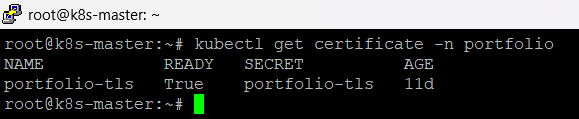 root@k8s-master: ~
root@k8s-master:~# kubectl get certificate -n portfolio
NAME            READY   SECRET          AGE
portfolio-tls   True    portfolio-tls   11d
root@k8s-master:~#